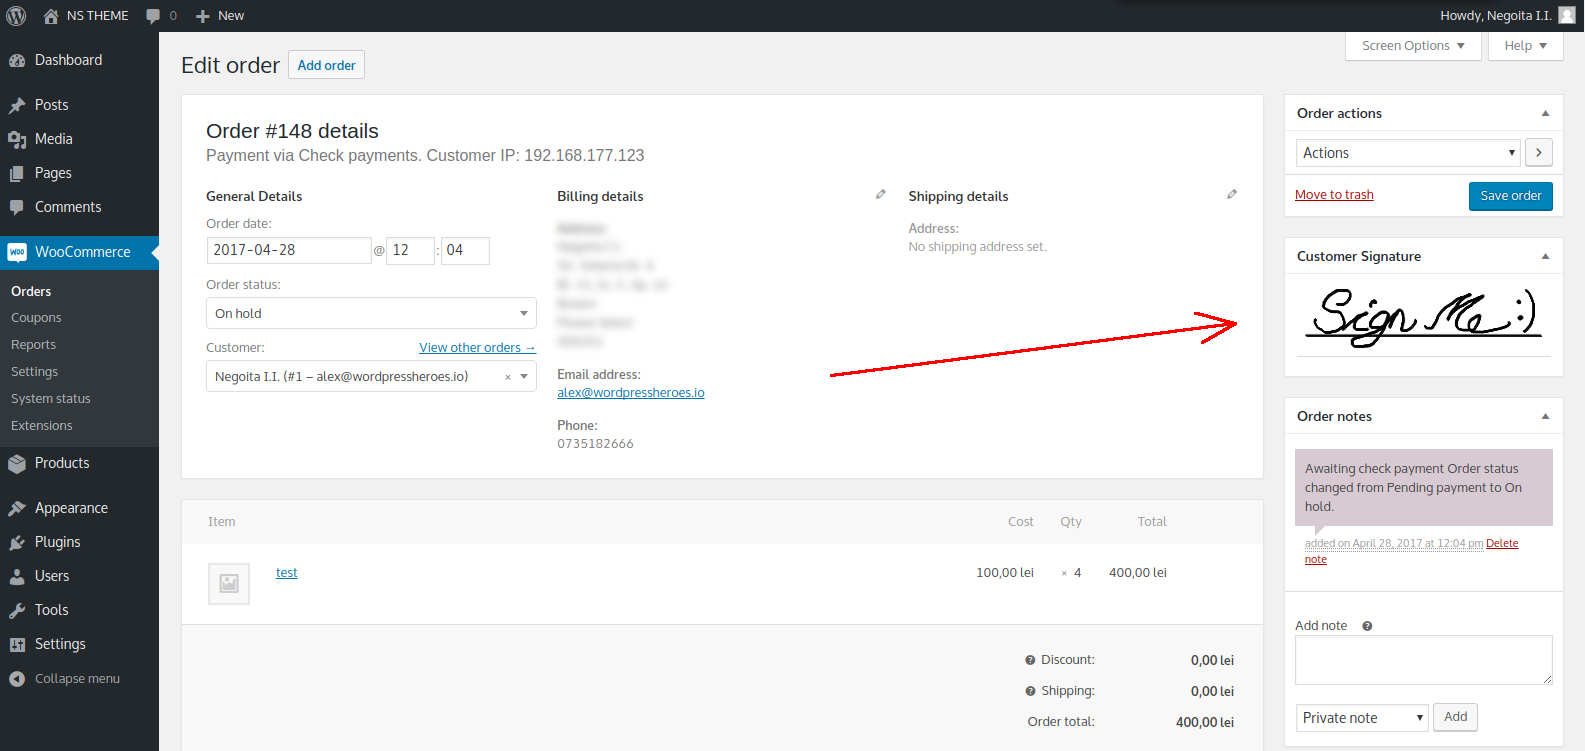 NS THEME
0
New
Howdy, Negoita I.I.
Dashboard
Posts
Media
Pages
Comments
WooCommerce
Orders
Coupons
Reports
Settings
System status
Extensions
Products
Appearance
Plugins
Users
Tools
Settings
Collapse menu
Screen Options
Help
Edit order
Add order
Order #148 details
Payment via Check payments. Customer IP: 192.168.177.123
General Details
Order date:
2017-04-28 @ 12 : 04
Order status:
On hold
Customer:
View other orders →
Negoita I.I. (#1 – alex@wordpressheroes.io) ×
Billing details
Email address:
alex@wordpressheroes.io
Phone:
0735182666
Shipping details
Address:
No shipping address set.
Item Cost Qty Total
test 100,00 lei × 4 400,00 lei
Discount: 0,00 lei
Shipping: 0,00 lei
Order total: 400,00 lei
Order actions
Actions
Move to trash
Save order
Customer Signature
Sign Me :)
Order notes
Awaiting check payment Order status
changed from Pending payment to On
hold.
added on April 28, 2017 at 12:04 pm Delete
note
Add note
Private note
Add